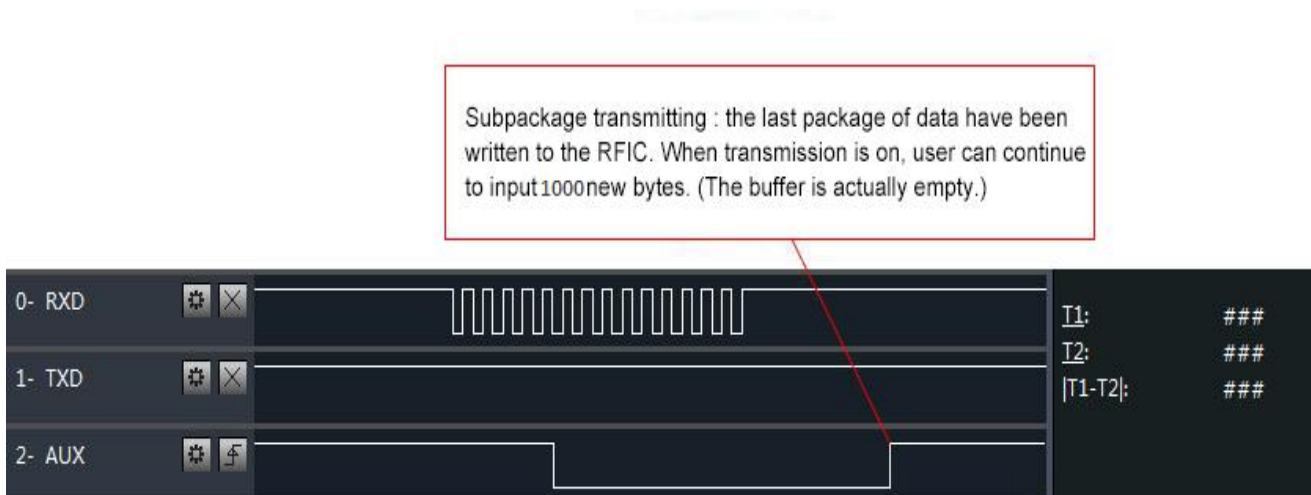 Subpackage transmitting : the last package of data have been
written to the RFIC. When transmission is on, user can continue
to input 1000 new bytes. (The buffer is actually empty.)
0- RXD
T1: ###
T2: ###
1- TXD
|T1-T2|: ###
2- AUX